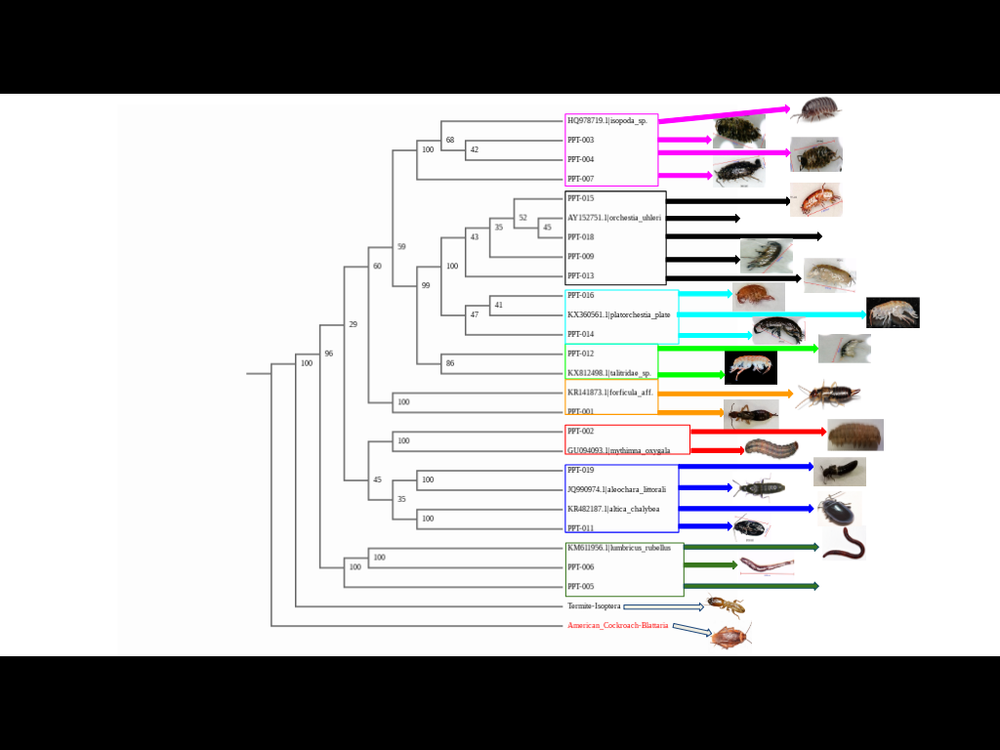 HQ978719.1|isopoda_sp.
PPT-003
68
100
42
PPT-004
PPT-007
PPT-015
52
AY152751.1|orchestia_uhleri
35
45
43
PPT-018
59
PPT-009
60
100
PPT-013
99
PPT-016
41
KX360561.1|platorchestia_plate
47
29
PPT-014
96
PPT-012
100
86
KX812498.1|talitridae_sp.
KR141873.1|forficula_aff.
100
PPT-001
PPT-002
100
GU094093.1|mythimna_oxygala
PPT-019
45
100
JQ990974.1|aleochara_littorali
35
KR482187.1|altica_chalybea
100
PPT-011
KM611956.1|lumbricus_rubellus
100
100
PPT-006
PPT-005
Termite-Isoptera
American_Cockroach-Blattaria